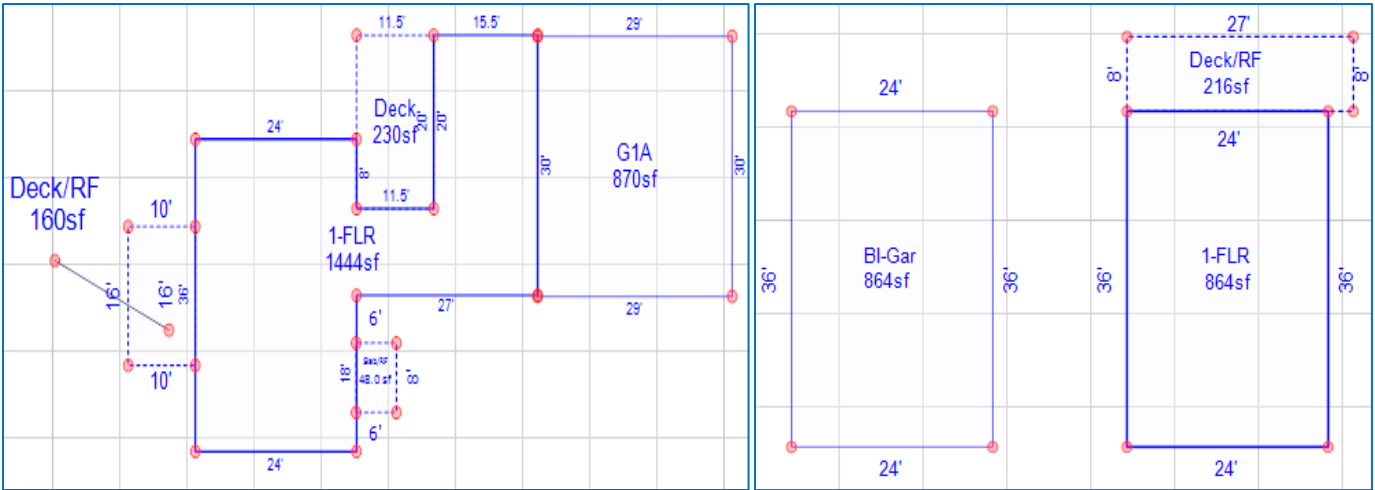 11.5'
15.5'
29'
Deck
230sf
20'
20'
24'
8'
11.5'
30'
G1A
870sf
30'
Deck/RF
160sf
10'
16'
16'
36'
10'
1-FLR
1444sf
27'
29'
6'
48.0 sf
18'
8'
6'
24'
27'
8'
Deck/RF
216sf
8'
24'
24'
36'
BI-Gar
864sf
36'
36'
1-FLR
864sf
36'
24'
24'